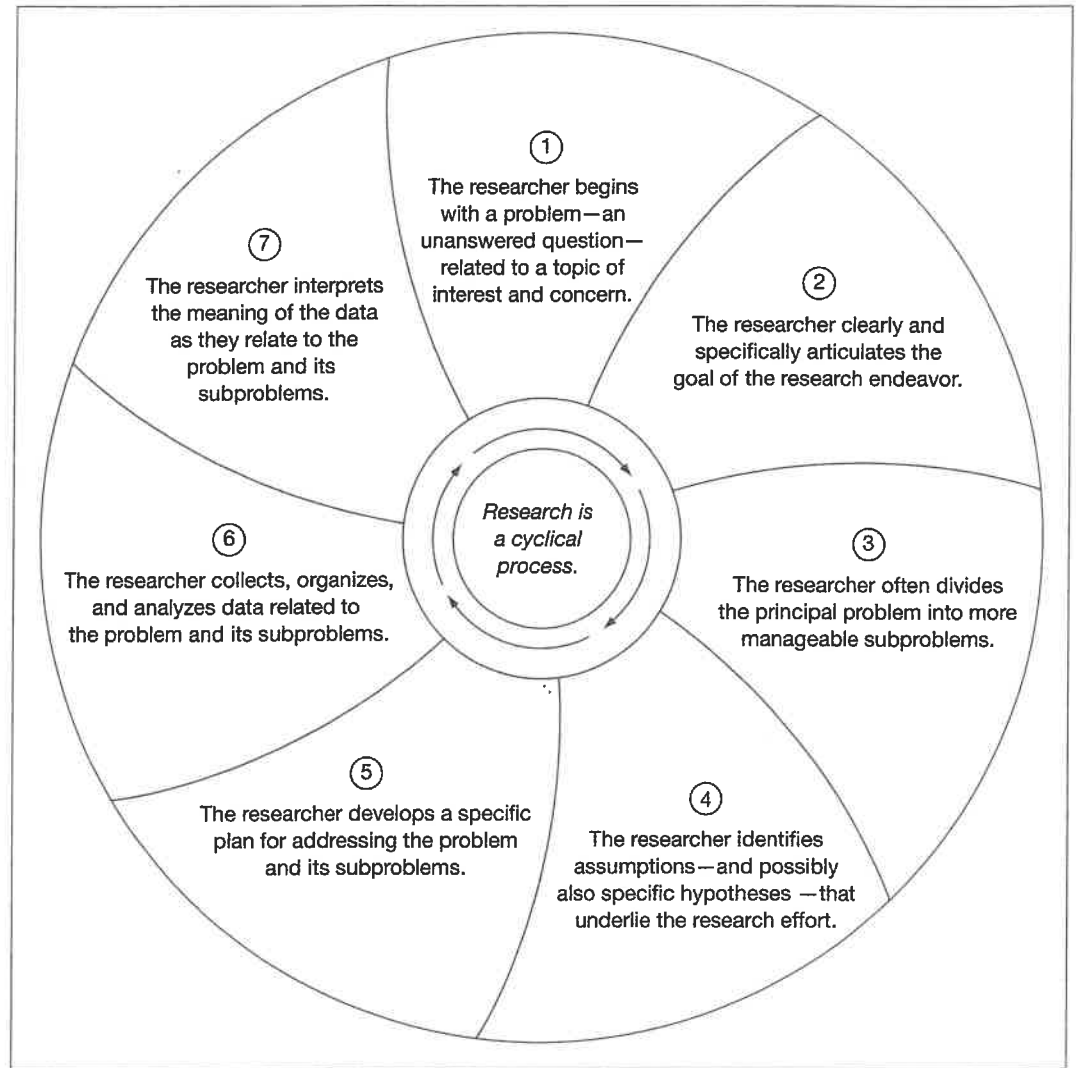 1
The researcher begins
with a problem—an
unanswered question—
related to a topic of
interest and concern.
2
The researcher clearly and
specifically articulates the
goal of the research endeavor.
3
The researcher often divides
the principal problem into more
manageable subproblems.
4
The researcher identifies
assumptions—and possibly
also specific hypotheses —that
underlie the research effort.
5
The researcher develops a specific
plan for addressing the problem
and its subproblems.
6
The researcher collects, organizes,
and analyzes data related to
the problem and its subproblems.
7
The researcher interprets
the meaning of the data
as they relate to the
problem and its
subproblems.
Research is
a cyclical
process.